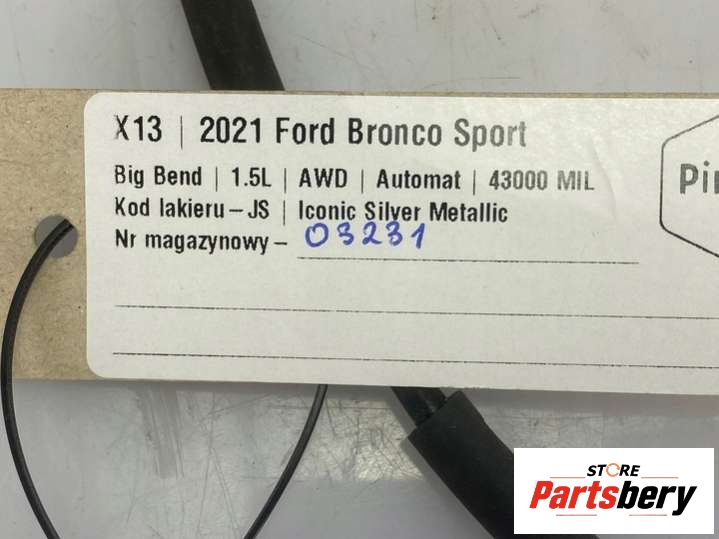 X13 | 2021 Ford Bronco Sport
Big Bend | 1.5L | AWD | Automat | 43000 MIL
Kod lakieru – JS | Iconic Silver Metallic
Nr magazynowy – 03231
Pi
STORE
Partsbery